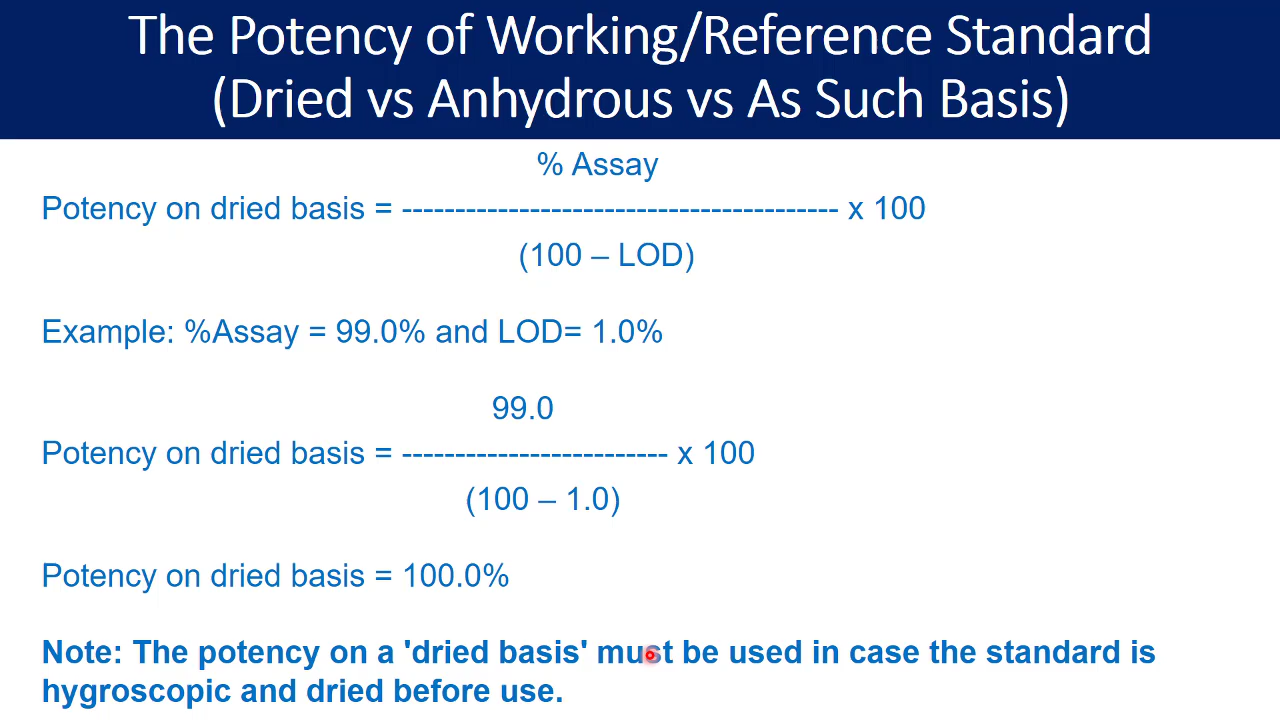 The Potency of Working/Reference Standard
(Dried vs Anhydrous vs As Such Basis)
% Assay
Potency on dried basis = ----------------------------------------- x 100
(100 – LOD)
Example: %Assay = 99.0% and LOD= 1.0%
99.0
Potency on dried basis = ------------------------- x 100
(100 – 1.0)
Potency on dried basis = 100.0%
Note: The potency on a 'dried basis' must be used in case the standard is
hygroscopic and dried before use.